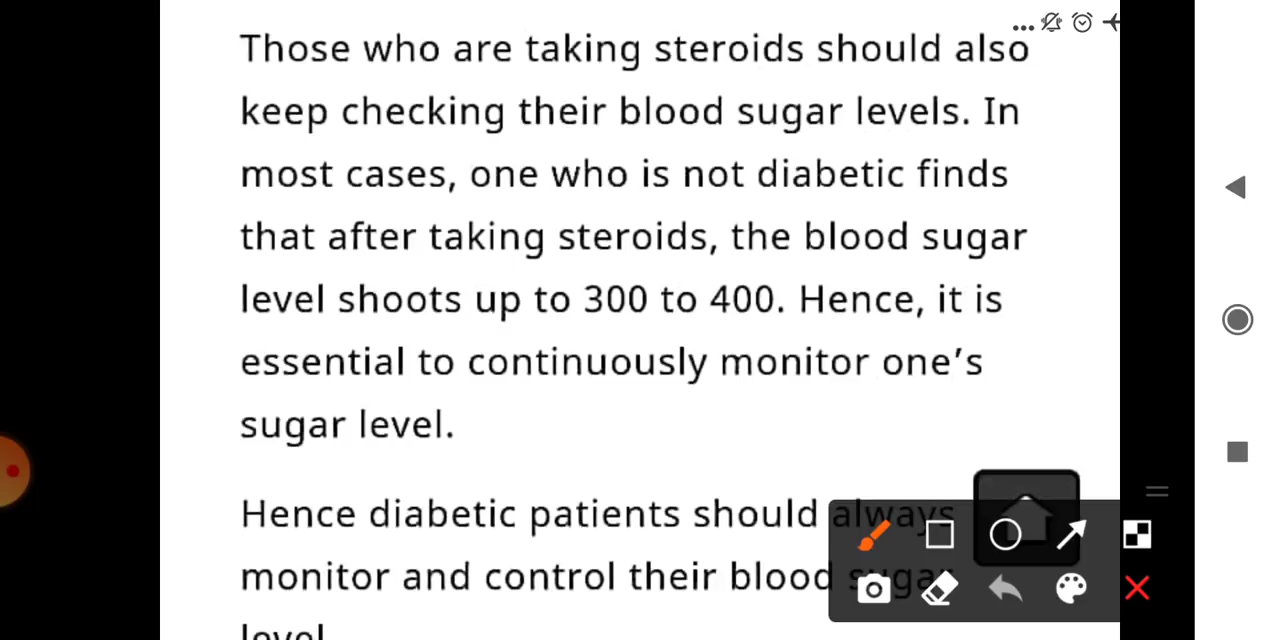 Those who are taking steroids should also
keep checking their blood sugar levels. In
most cases, one who is not diabetic finds
that after taking steroids, the blood sugar
level shoots up to 300 to 400. Hence, it is
essential to continuously monitor one’s
sugar level.
Hence diabetic patients should always
monitor and control their blood sugar
level